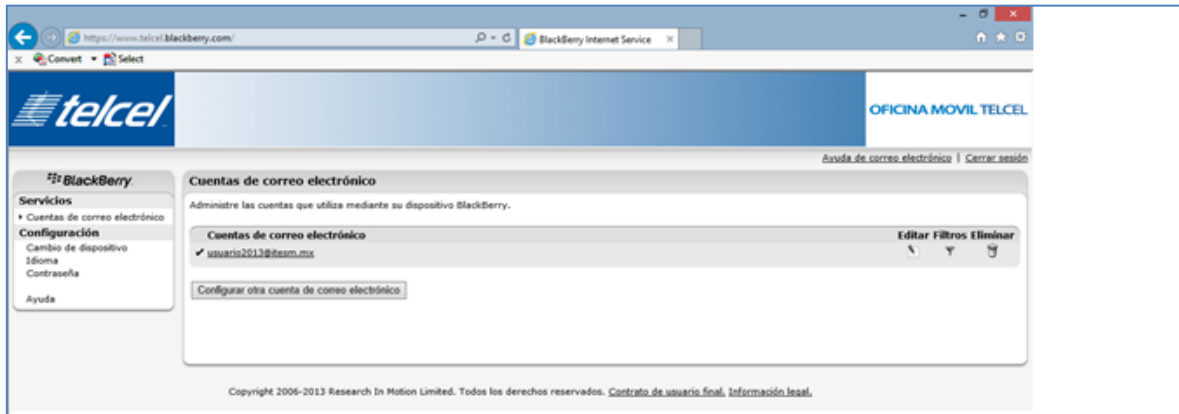 https://www.telcel.blackberry.com/
BlackBerry Internet Service
x Convert Select
telcel
OFICINA MOVIL TELCEL
Ayuda de correo electrónico | Cerrar sesión
BlackBerry.
Servicios
Cuentas de correo electrónico
Configuración
Cambio de dispositivo
Idioma
Contraseña
Ayuda
Cuentas de correo electrónico
Administre las cuentas que utiliza mediante su dispositivo BlackBerry.
Cuentas de correo electrónico Editar Filtros Eliminar
usuario2013@itesm.mx
Configurar otra cuenta de correo electrónico
Copyright 2006-2013 Research In Motion Limited. Todos los derechos reservados. Contrato de usuario final. Información legal.